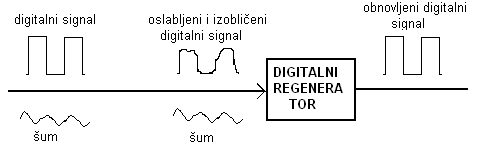 digitalni signal
oslabljeni i izobličeni
digitalni signal
obnovljeni digitalni
signal
DIGITALNI
REGENERA
TOR
šum
šum